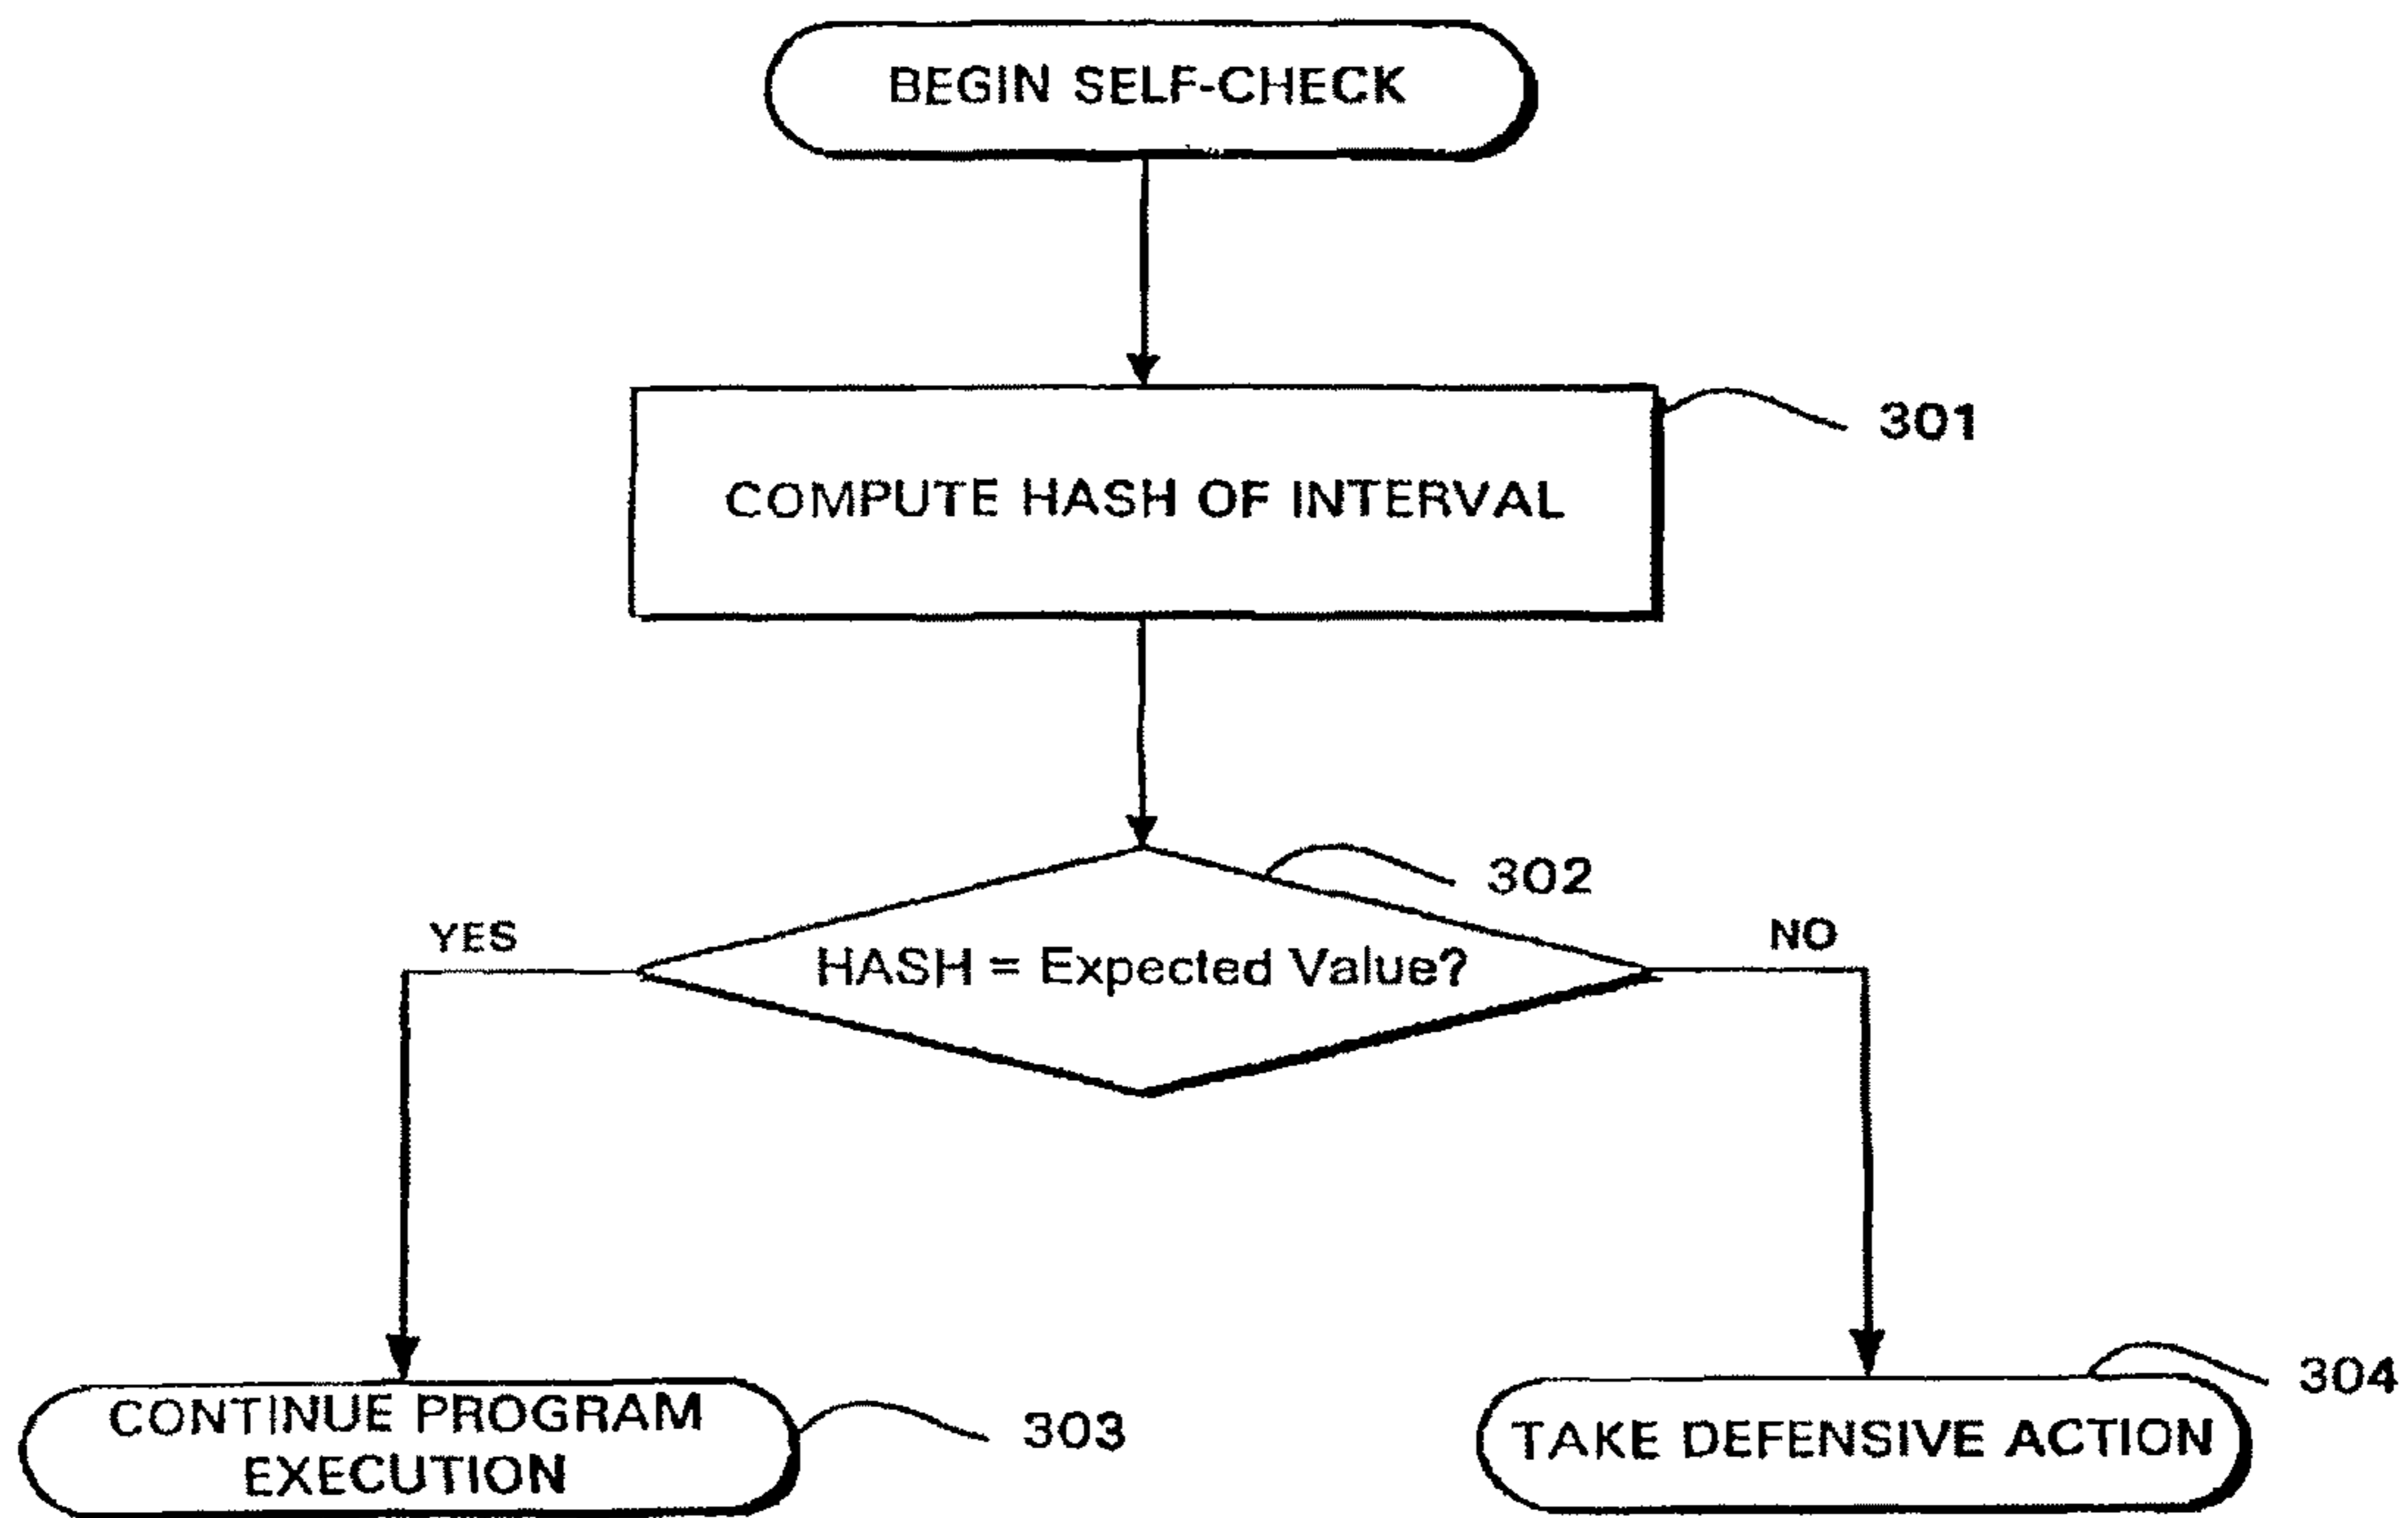 BEGIN SELF-CHECK
301
COMPUTE HASH OF INTERVAL
302
YES
NO
HASH = Expected Value?
304
CONTINUE PROGRAM
EXECUTION
303
TAKE DEFENSIVE ACTION